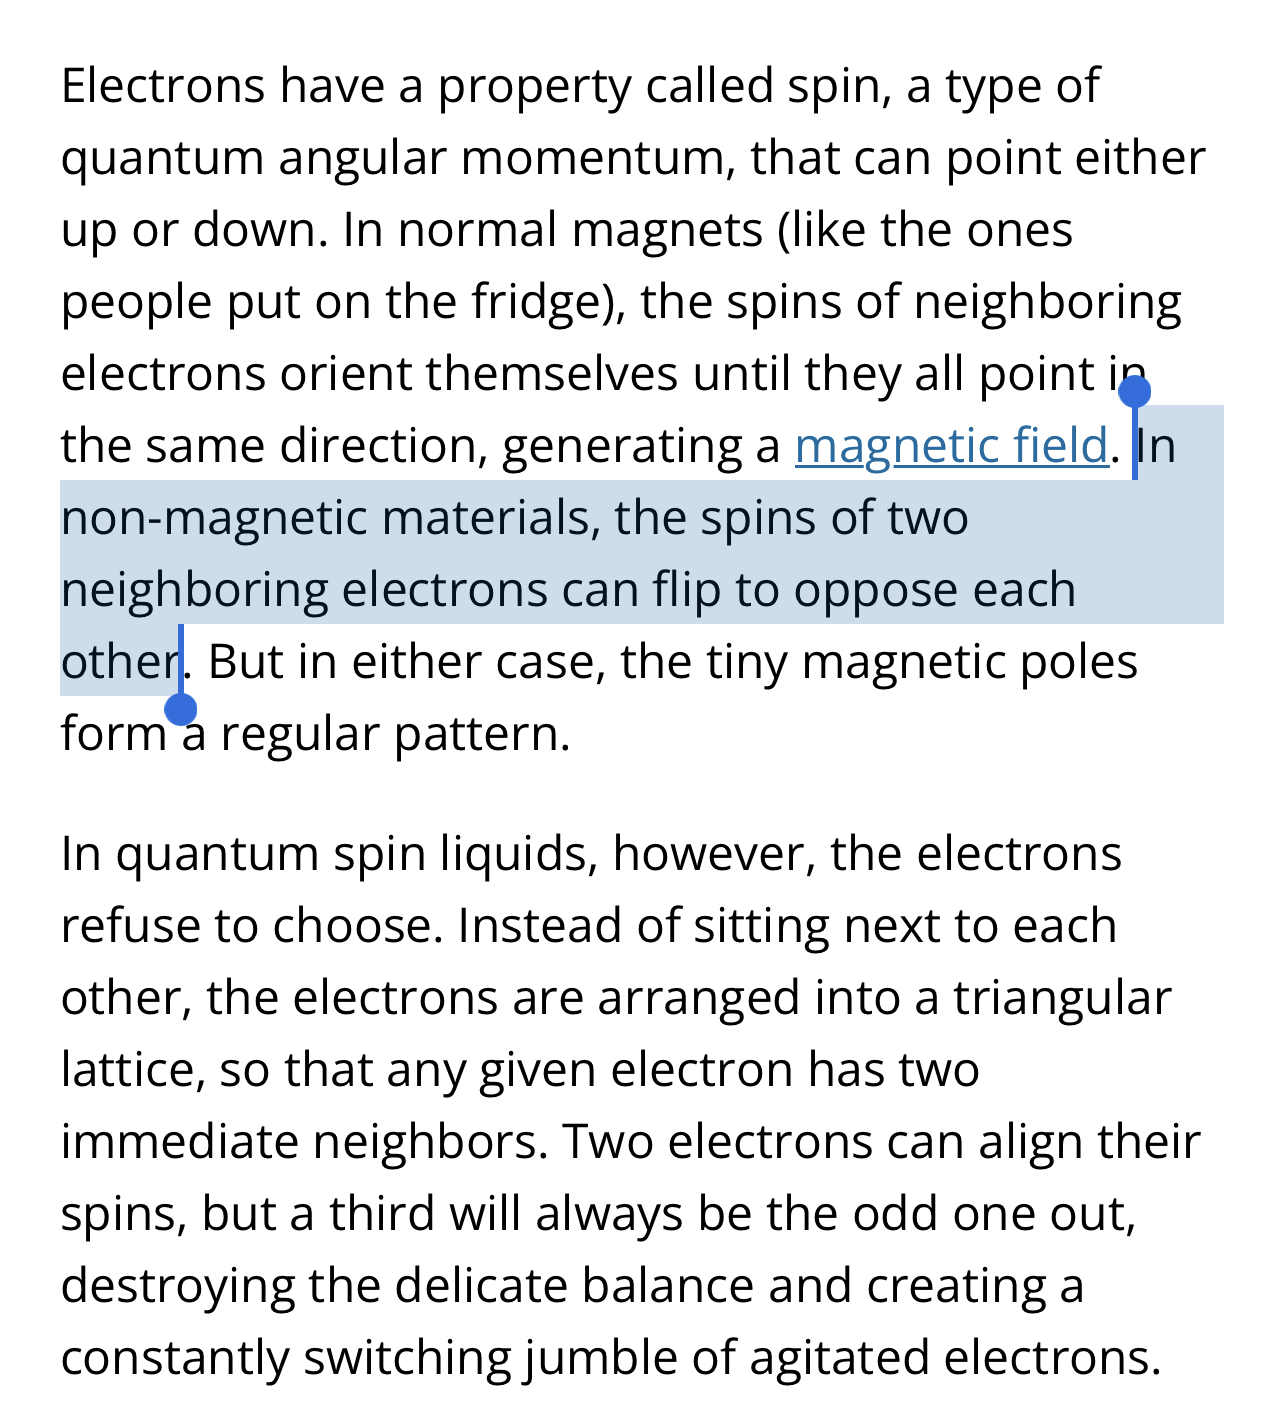 Electrons have a property called spin, a type of
quantum angular momentum, that can point either
up or down. In normal magnets (like the ones
people put on the fridge), the spins of neighboring
electrons orient themselves until they all point in
the same direction, generating a magnetic field. In
non-magnetic materials, the spins of two
neighboring electrons can flip to oppose each
other. But in either case, the tiny magnetic poles
form a regular pattern.
In quantum spin liquids, however, the electrons
refuse to choose. Instead of sitting next to each
other, the electrons are arranged into a triangular
lattice, so that any given electron has two
immediate neighbors. Two electrons can align their
spins, but a third will always be the odd one out,
destroying the delicate balance and creating a
constantly switching jumble of agitated electrons.